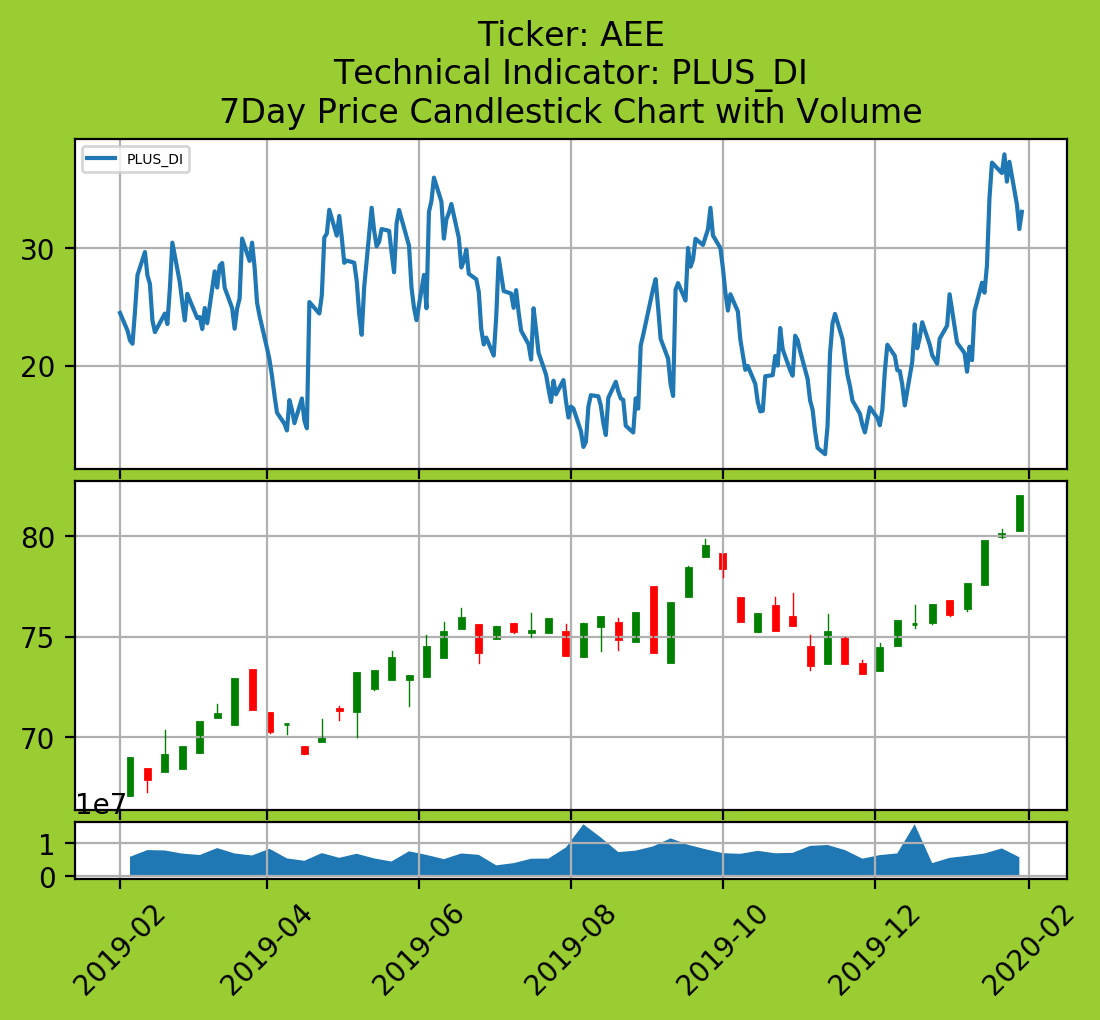 Ticker: AEE
Technical Indicator: PLUS_DI
7Day Price Candlestick Chart with Volume
PLUS_DI
30
20
80
75
70
1e7
1
0
2019-02
2019-04
2019-06
2019-08
2019-10
2019-12
2020-02